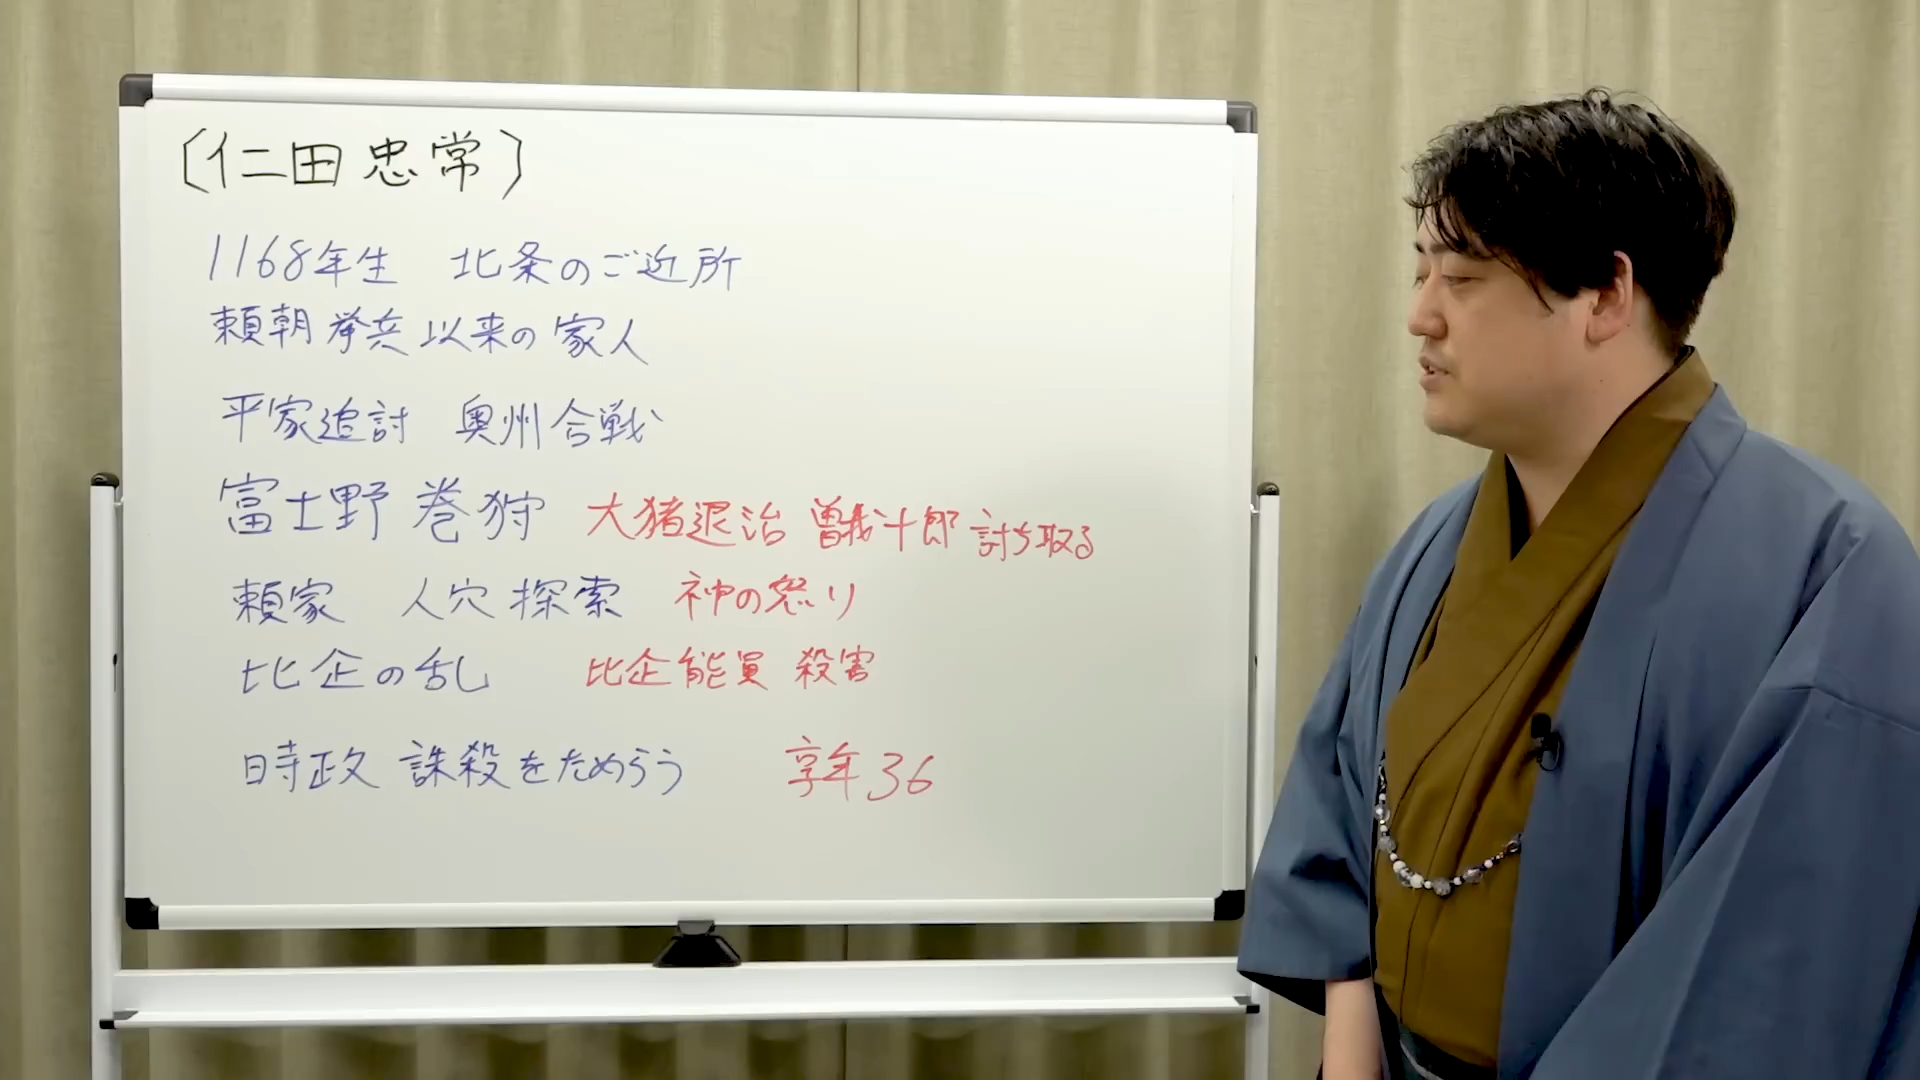 〔仁田忠常〕
1168年生 北条のご近所
頼朝挙兵以来の家人
平家追討 奥州合戦
富士野巻狩 大猪退治 曽我十郎 討ち取る
頼家 人穴探索 神の怒り
比企の乱 比企能員 殺害
時政 誅殺をためらう 享年36